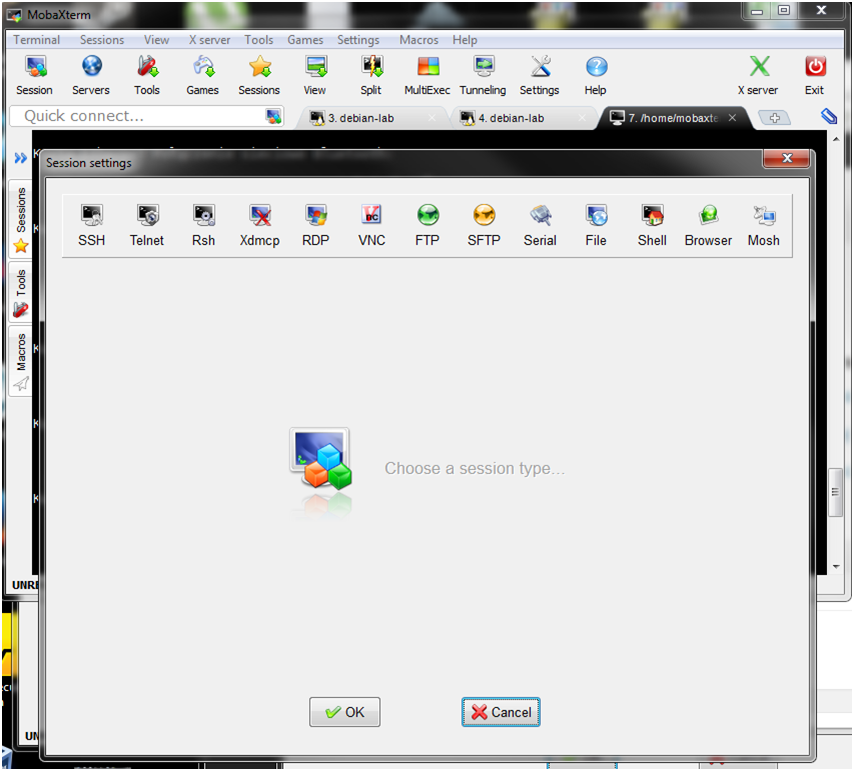 MobaXterm
Terminal Sessions View X server Tools Games Settings Macros Help
Session Servers Tools Games Sessions View Split MultiExec Tunneling Settings Help X server Exit
Quick connect... 3. debian-lab 4. debian-lab 7. /home/mobaxte
Session settings
Sessions
Tools
Macros
SSH Telnet Rsh Xdmcp RDP VNC FTP SFTP Serial File Shell Browser Mosh
Choose a session type...
UNRE
OK Cancel
UN